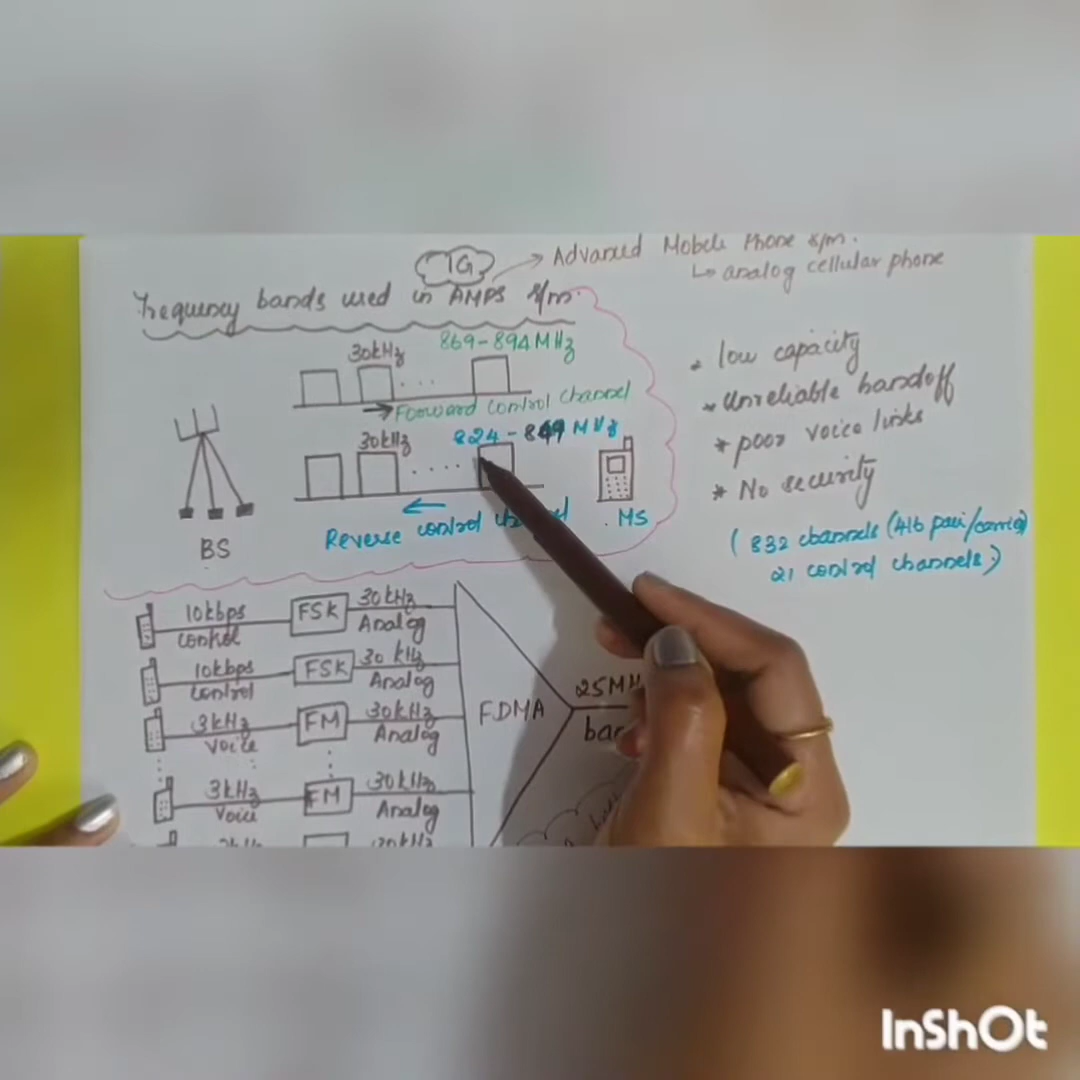 1G → Advanced Mobile Phone s/m.
↳ analog cellular phone
Frequency bands used in AMPS s/m.
869-894 MHz
30kHz
→ Forward control channel
824-849 MHz
30kHz
← Reverse control channel
BS
MS
• low capacity
* Unreliable handoff
* poor voice links
* No security
(832 channels (416 pair/carrier)
21 control channels)
10kbps control FSK 30kHz Analog
10kbps control FSK 30 kHz Analog
3kHz voice FM 30kHz Analog
3kHz voice FM 30kHz Analog
30kHz
FDMA
25MH
InShOt